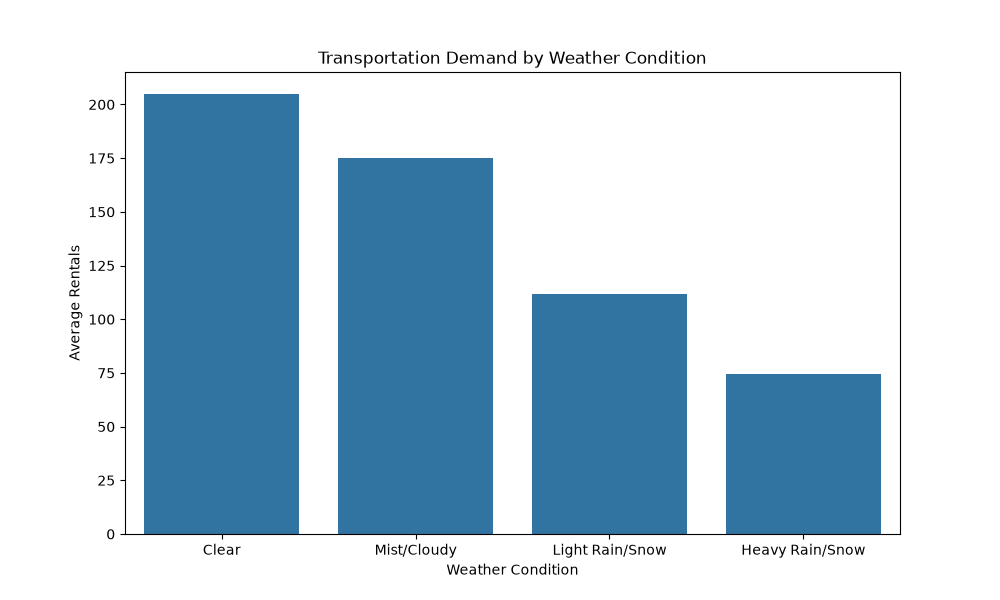 Transportation Demand by Weather Condition
Average Rentals
200
175
150
125
100
75
50
25
0
Clear
Mist/Cloudy
Light Rain/Snow
Heavy Rain/Snow
Weather Condition